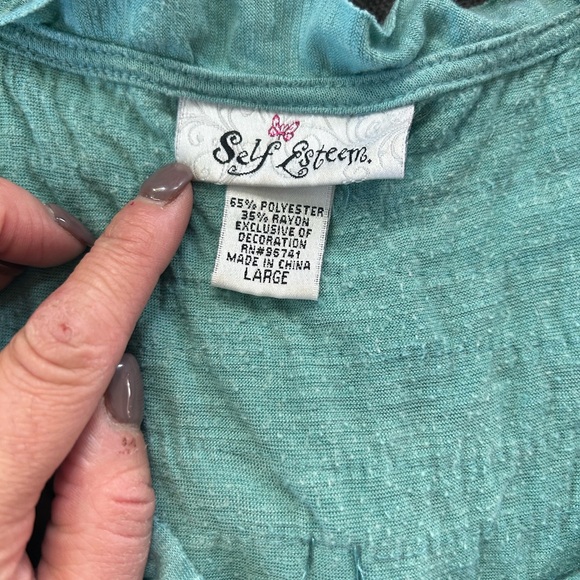 Self Esteem.
65% POLYESTER
35% RAYON
EXCLUSIVE OF
DECORATION
RN#96741
MADE IN CHINA
LARGE